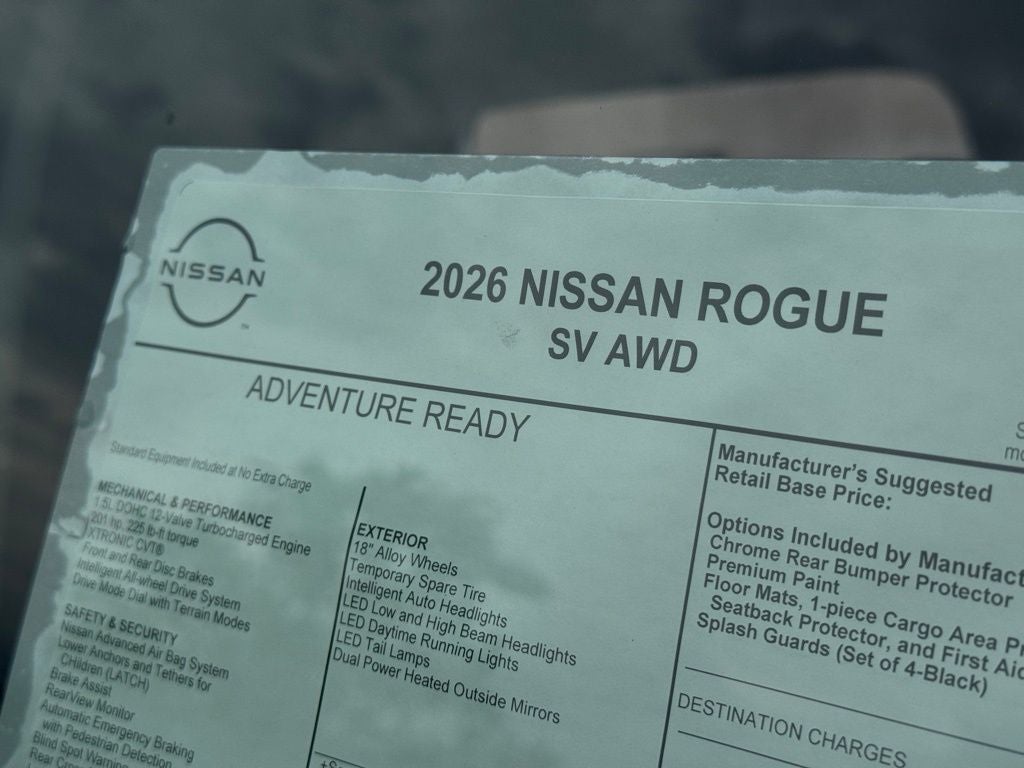 NISSAN
TM
2026 NISSAN ROGUE
SV AWD
ADVENTURE READY
Standard Equipment Included at No Extra Charge
MECHANICAL & PERFORMANCE
1.5L DOHC 12-Valve Turbocharged Engine
201 hp. 225 lb-ft torque
XTRONIC CVT®
Front and Rear Disc Brakes
Intelligent All-wheel Drive System
Drive Mode Dial with Terrain Modes
SAFETY & SECURITY
Nissan Advanced Air Bag System
Lower Anchors and Tethers for
CHildren (LATCH)
Brake Assist
RearView Monitor
Automatic Emergency Braking
with Pedestrian Detection
Blind Spot Warning
Rear
EXTERIOR
18" Alloy Wheels
Temporary Spare Tire
Intelligent Auto Headlights
LED Low and High Beam Headlights
LED Daytime Running Lights
LED Tail Lamps
Dual Power Heated Outside Mirrors
Manufacturer's Suggested
Retail Base Price:
Options Included by Manufact
Chrome Rear Bumper Protector
Premium Paint
Floor Mats, 1-piece Cargo Area Pr
Seatback Protector, and First Aid
Splash Guards (Set of 4-Black)
DESTINATION CHARGES